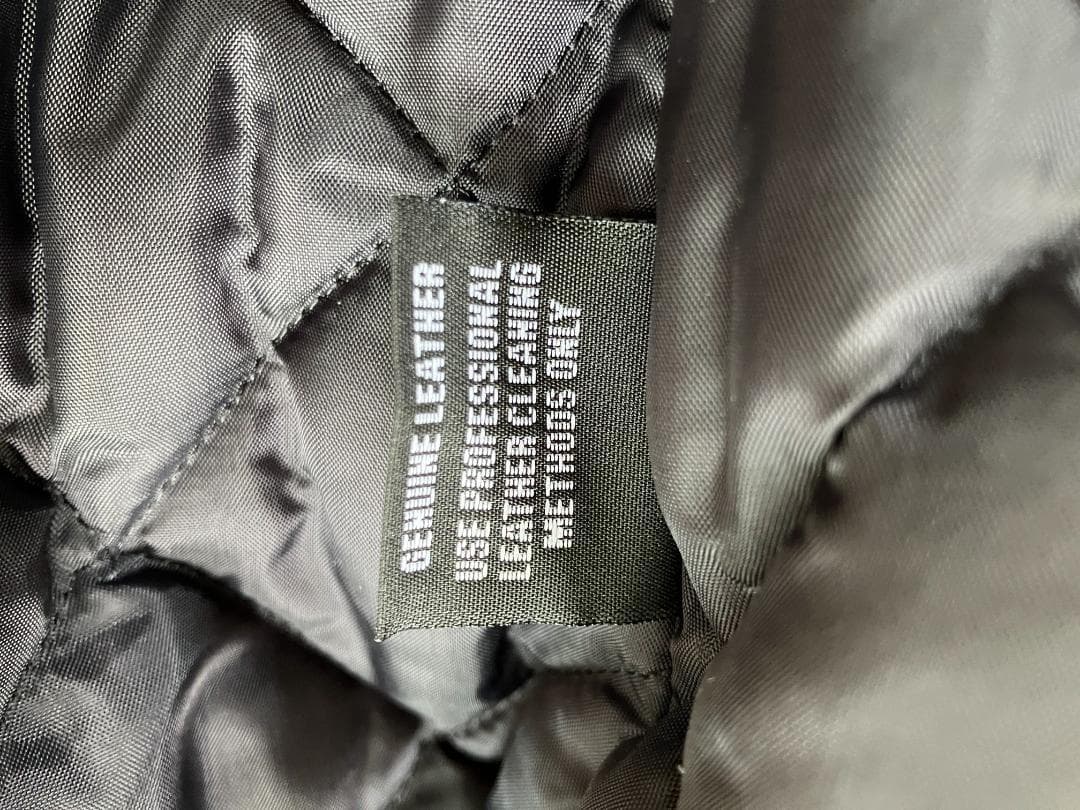 GENUINE LEATHER
USE PROFESSIONAL
LEATHER CLEANING
METHODS ONLY